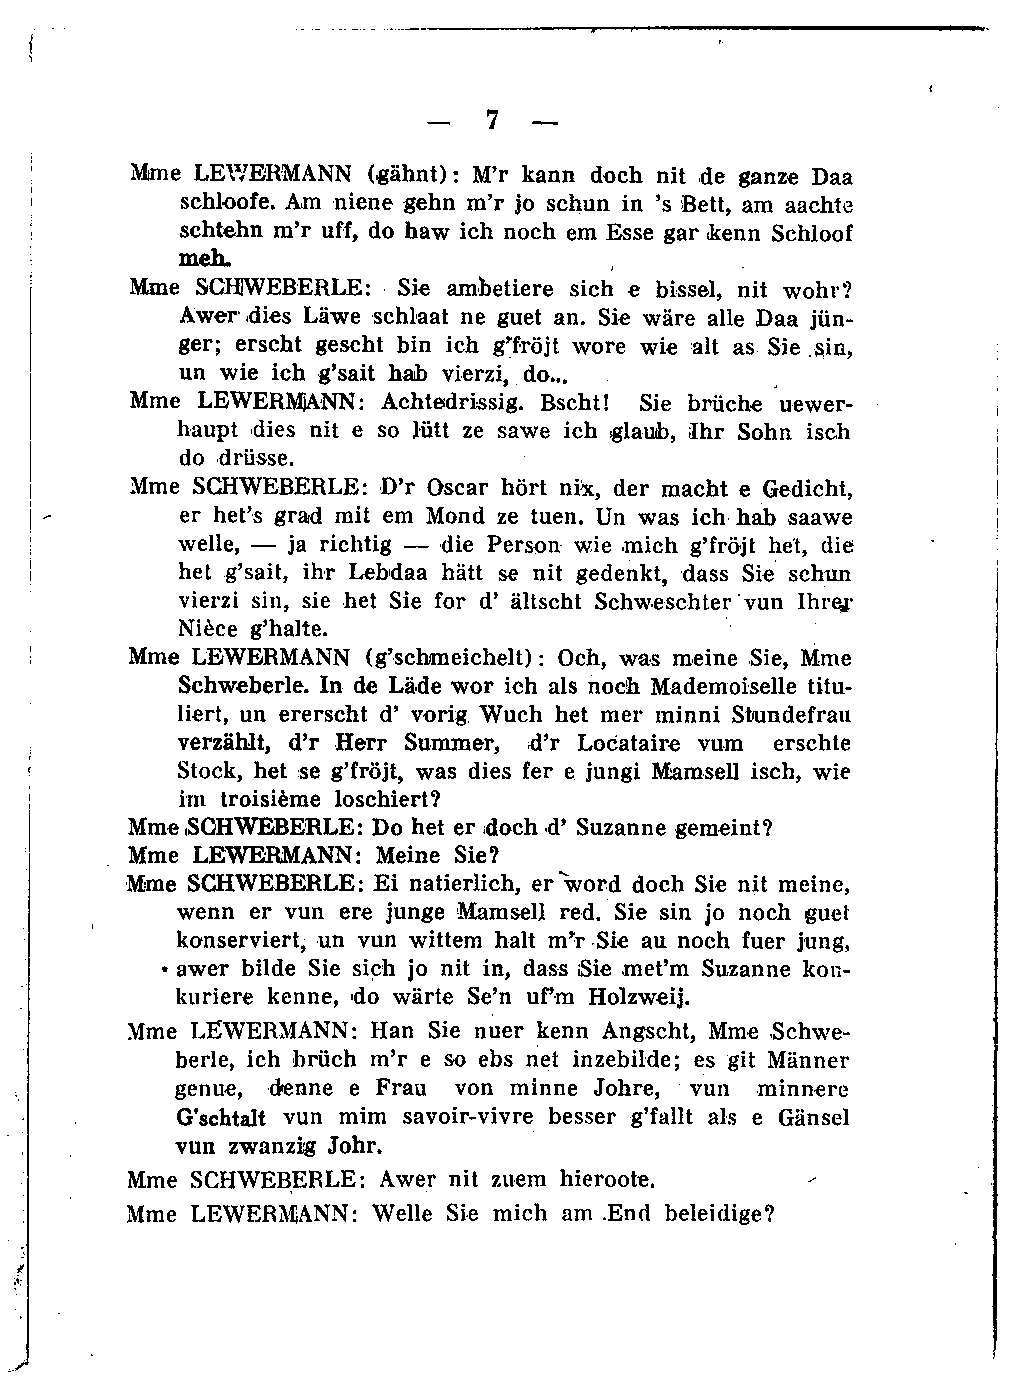 — 7 —
Mme LEWERMANN (gähnt): M'r kann doch nit de ganze Daa
schloofe. Am niene gehn m'r jo schun in 's Bett, am aachte
schtehn m'r uff, do haw ich noch em Esse gar kenn Schloof
meh.
Mme SCHWEBERLE: Sie ambetiere sich e bissel, nit wohr?
Awer dies Läwe schlaat ne guet an. Sie wäre alle Daa jün-
ger; erscht gescht bin ich g'fröjt wore wie alt as Sie sin,
un wie ich g'sait hab vierzi, do...
Mme LEWERMANN: Achtedrissig. Bscht! Sie brüche uewer-
haupt dies nit e so lütt ze sawe ich glaub, Ihr Sohn isch
do drüsse.
Mme SCHWEBERLE: D'r Oscar hört nix, der macht e Gedicht,
er het's grad mit em Mond ze tuen. Un was ich hab saawe
welle, — ja richtig — die Person wie mich g'fröjt het, die
het g'sait, ihr Lebdaa hätt se nit gedenkt, dass Sie schun
vierzi sin, sie het Sie for d' ältscht Schweschter vun Ihrer
Nièce g'halte.
Mme LEWERMANN (g'schmeichelt): Och, was meine Sie, Mme
Schweberle. In de Läde wor ich als noch Mademoiselle titu-
liert, un ererscht d' vorig Wuch het mer minni Stundefrau
verzählt, d'r Herr Summer, d'r Locataire vum erschte
Stock, het se g'fröjt, was dies fer e jungi Mamsell isch, wie
im troisième loschiert?
Mme SCHWEBERLE: Do het er doch d' Suzanne gemeint?
Mme LEWERMANN: Meine Sie?
Mme SCHWEBERLE: Ei natierlich, er word doch Sie nit meine,
wenn er vun ere junge Mamsell red. Sie sin jo noch guet
konserviert, un vun wittem halt m'r Sie au noch fuer jung,
awer bilde Sie sich jo nit in, dass Sie met'm Suzanne kon-
kuriere kenne, do wärte Se'n uf'm Holzweij.
Mme LEWERMANN: Han Sie nuer kenn Angscht, Mme Schwe-
berle, ich brüch m'r e so ebs net inzebilde; es git Männer
genue, denne e Frau von minne Johre, vun minnere
G'schtalt vun mim savoir-vivre besser g'fallt als e Gänsel
vun zwanzig Johr.
Mme SCHWEBERLE: Awer nit zuem hieroote.
Mme LEWERMANN: Welle Sie mich am End beleidige?